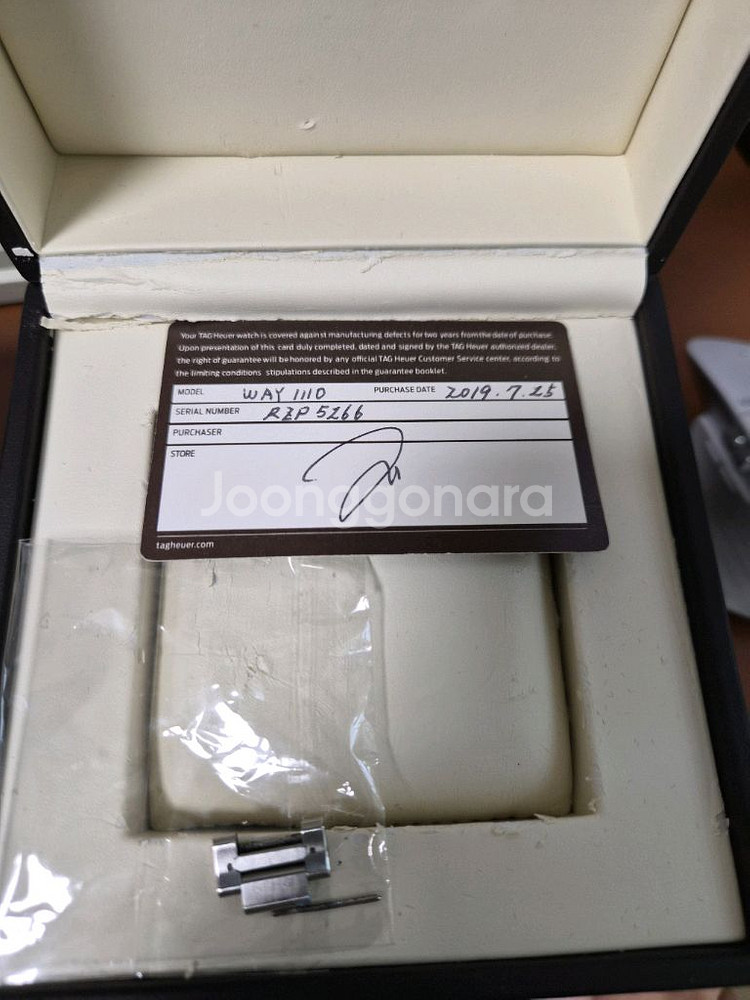 Your TAG Heuer watch is covered against manufacturing defects for two years from the date of purchase.
Upon presentation of this card duly completed, dated and signed by the TAG Heuer authorized dealer,
the right of guarantee will be honored by any official TAG Heuer Customer Service center, according to
the limiting conditions stipulations described in the guarantee booklet.
MODEL WAY 1110 PURCHASE DATE 2019.7.25
SERIAL NUMBER RZP 5266
PURCHASER
STORE
Joonggonara
tagheuer.com